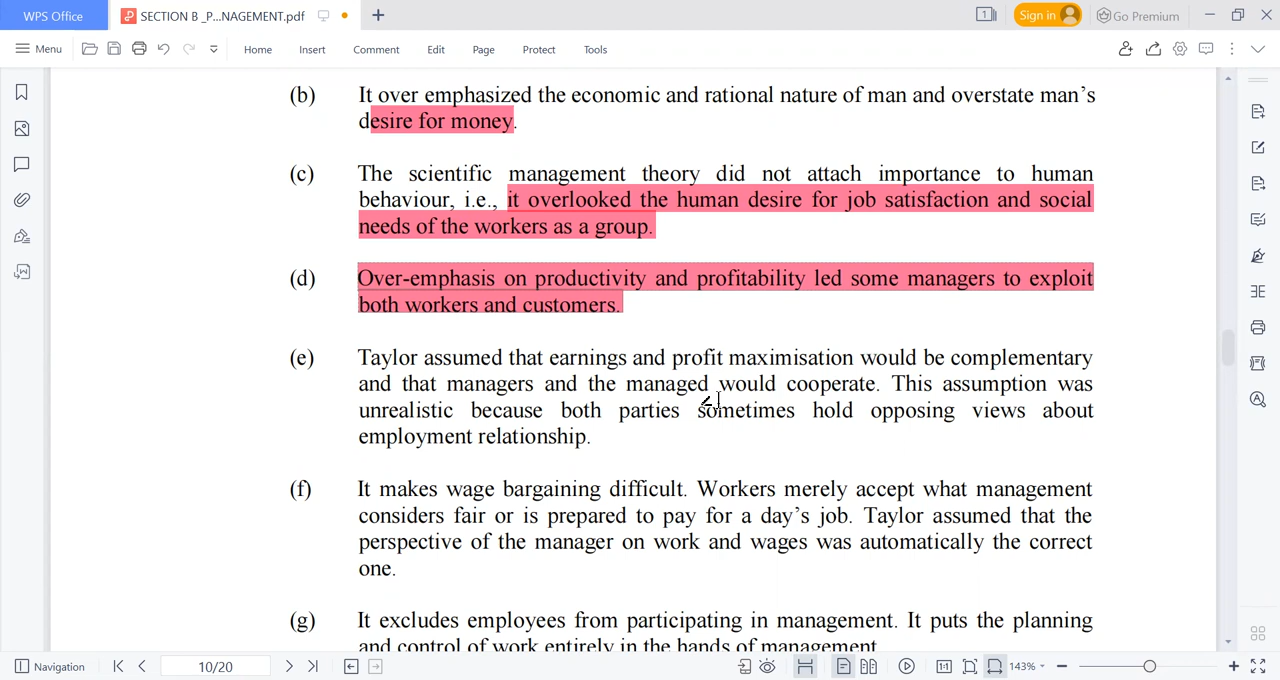 WPS Office
SECTION B _P...NAGEMENT.pdf
Sign in
Go Premium
Menu
Home Insert Comment Edit Page Protect Tools
(b) It over emphasized the economic and rational nature of man and overstate man's
desire for money.
(c) The scientific management theory did not attach importance to human
behaviour, i.e., it overlooked the human desire for job satisfaction and social
needs of the workers as a group.
(d) Over-emphasis on productivity and profitability led some managers to exploit
both workers and customers.
(e) Taylor assumed that earnings and profit maximisation would be complementary
and that managers and the managed would cooperate. This assumption was
unrealistic because both parties sometimes hold opposing views about
employment relationship.
(f) It makes wage bargaining difficult. Workers merely accept what management
considers fair or is prepared to pay for a day's job. Taylor assumed that the
perspective of the manager on work and wages was automatically the correct
one.
(g) It excludes employees from participating in management. It puts the planning
and control of work entirely in the hands of management.
Navigation 10/20 1:1 143%